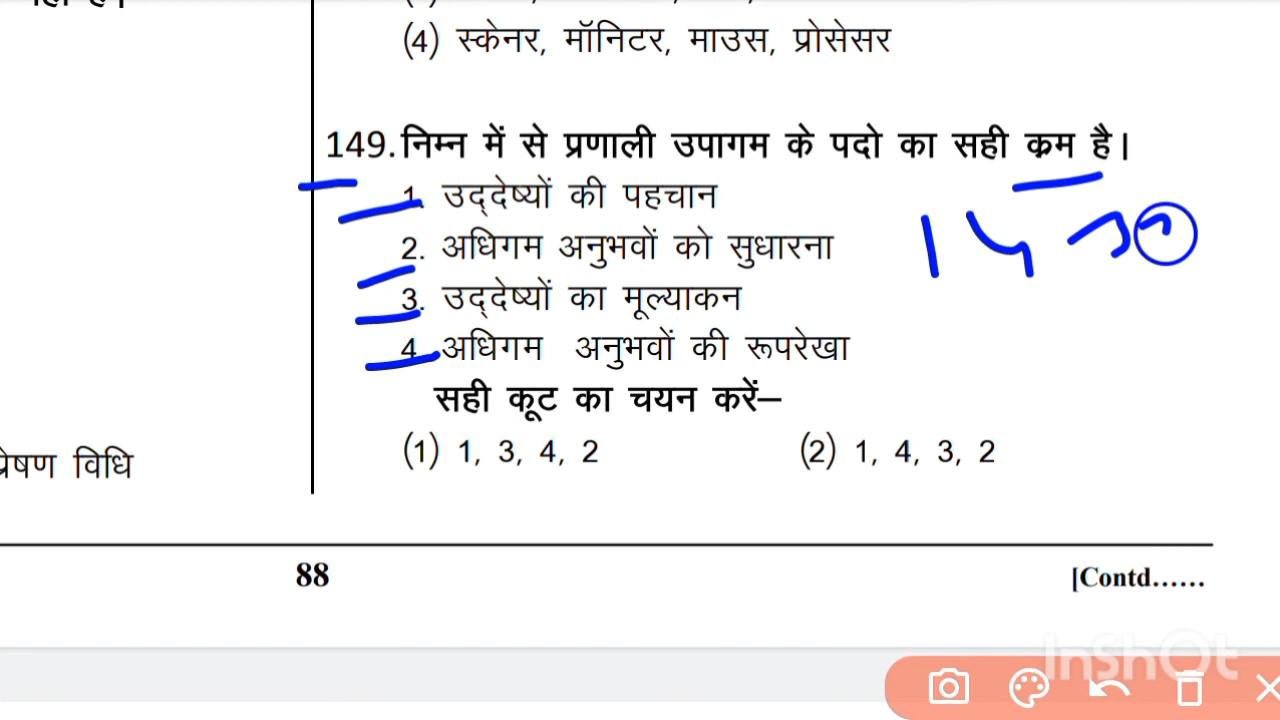 (4) स्केनर, मॉनिटर, माउस, प्रोसेसर
149. निम्न में से प्रणाली उपागम के पदो का सही क्रम है।
1. उद्देष्यों की पहचान
2. अधिगम अनुभवों को सुधारना
3. उद्देष्यों का मूल्याकन
4. अधिगम अनुभवों की रूपरेखा
सही कूट का चयन करें–
(1) 1, 3, 4, 2 (2) 1, 4, 3, 2
विधि
88
[Contd......
InShOt